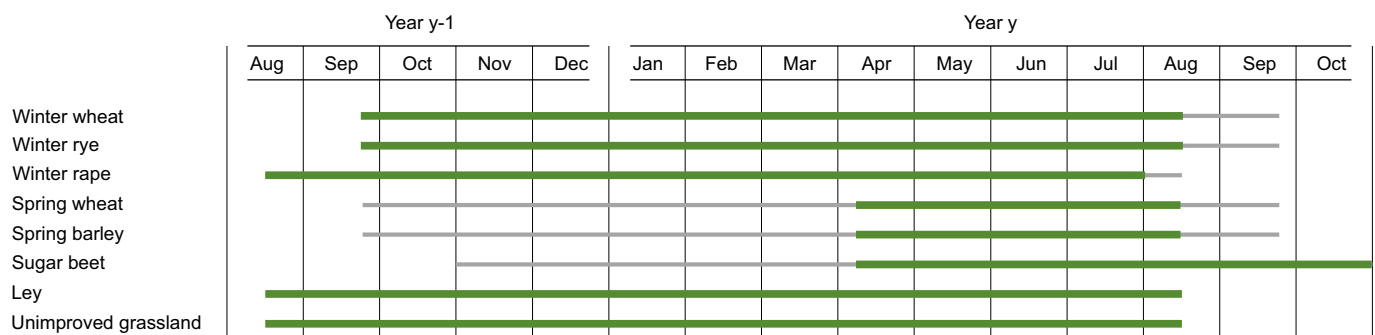 Year y-1 Year y
Aug Sep Oct Nov Dec Jan Feb Mar Apr May Jun Jul Aug Sep Oct
Winter wheat
Winter rye
Winter rape
Spring wheat
Spring barley
Sugar beet
Ley
Unimproved grassland